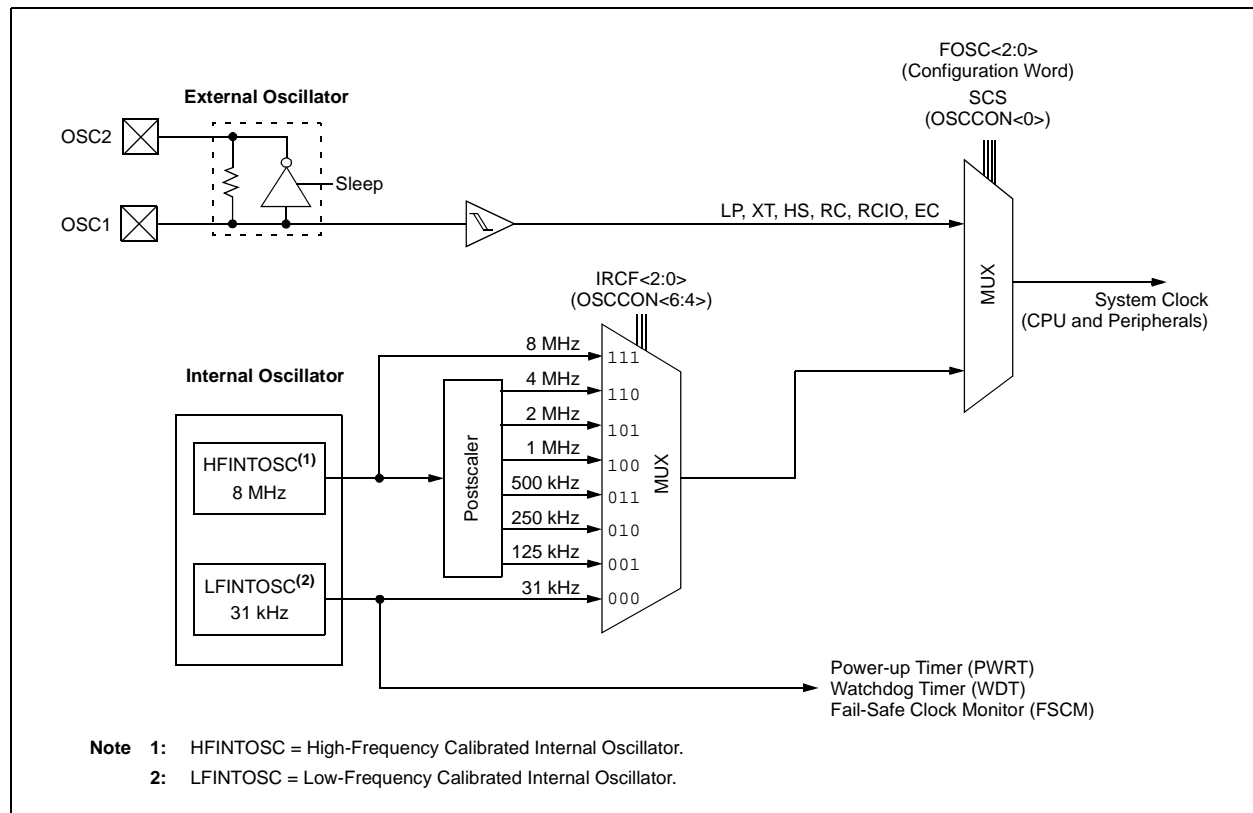 FOSC<2:0>
(Configuration Word)
SCS
(OSCCON<0>)
External Oscillator
OSC2
Sleep
OSC1
LP, XT, HS, RC, RCIO, EC
MUX
System Clock
(CPU and Peripherals)
IRCF<2:0>
(OSCCON<6:4>)
Internal Oscillator
HFINTOSC(1)
8 MHz
LFINTOSC(2)
31 kHz
Postscaler
8 MHz
111
4 MHz
110
2 MHz
101
1 MHz
100
500 kHz
011
250 kHz
010
125 kHz
001
31 kHz
000
MUX
Power-up Timer (PWRT)
Watchdog Timer (WDT)
Fail-Safe Clock Monitor (FSCM)
Note 1: HFINTOSC = High-Frequency Calibrated Internal Oscillator.
2: LFINTOSC = Low-Frequency Calibrated Internal Oscillator.